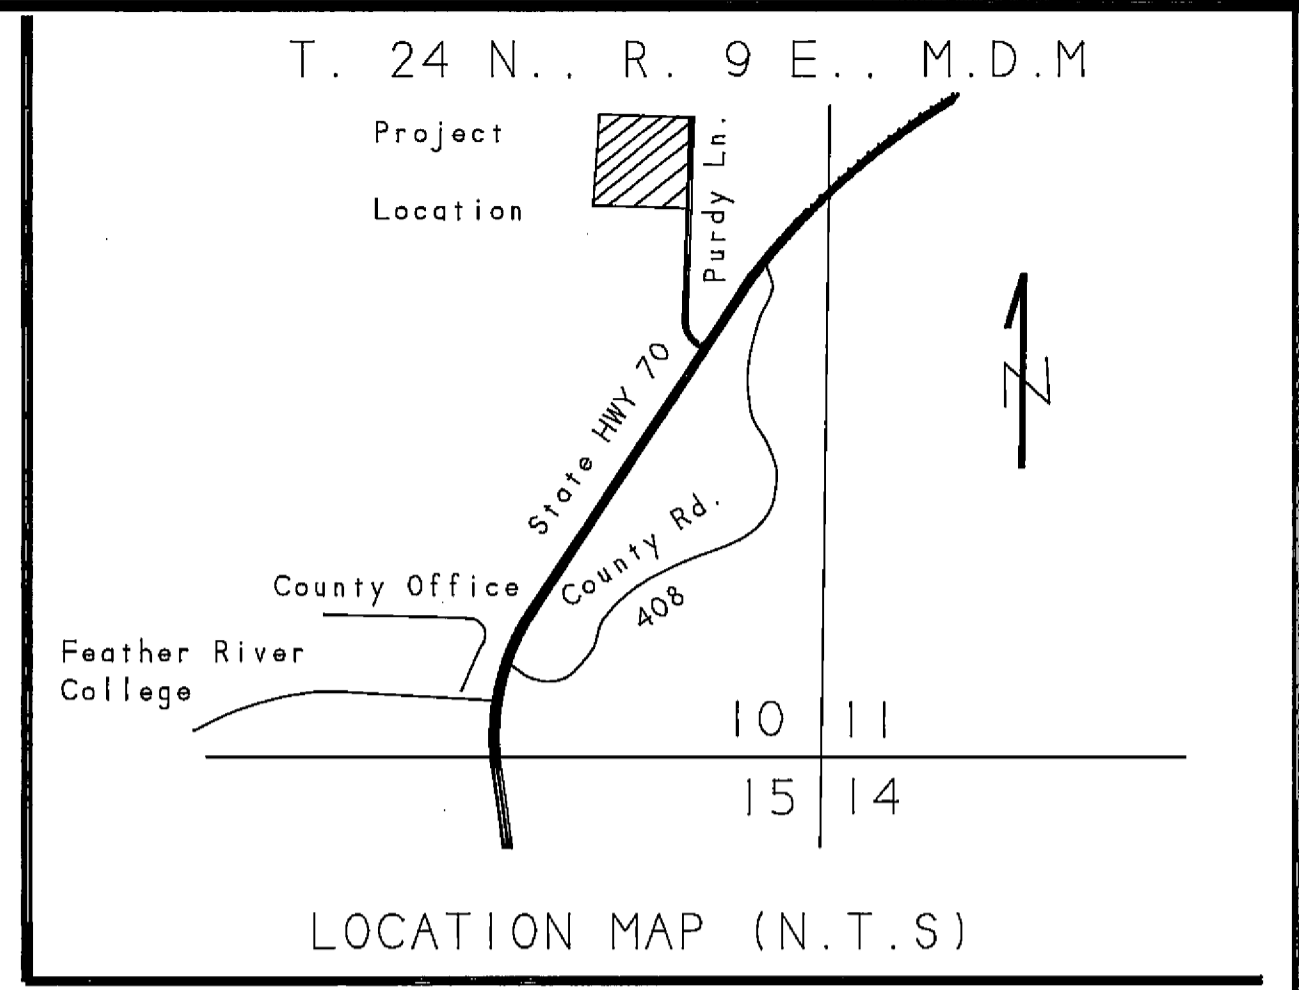 T. 24 N.. R. 9 E.. M.D.M
Project
Location
Purdy Ln.
State HWY 70
N
County Rd.
408
County Office
Feather River
College
10 11
15 14
LOCATION MAP (N.T.S)